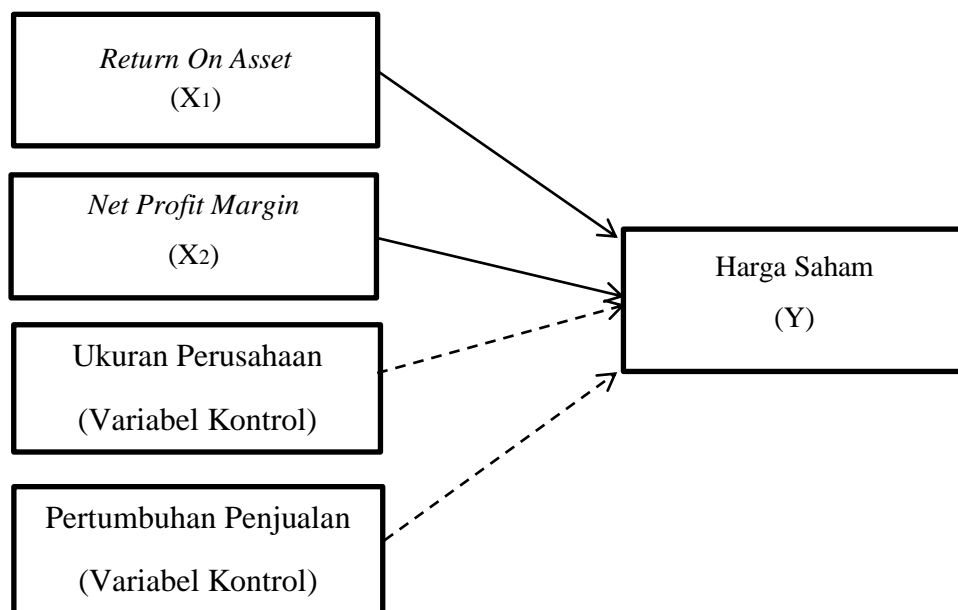 Return On Asset
(X1)
Net Profit Margin
(X2)
Ukuran Perusahaan
(Variabel Kontrol)
Pertumbuhan Penjualan
(Variabel Kontrol)
Harga Saham
(Y)